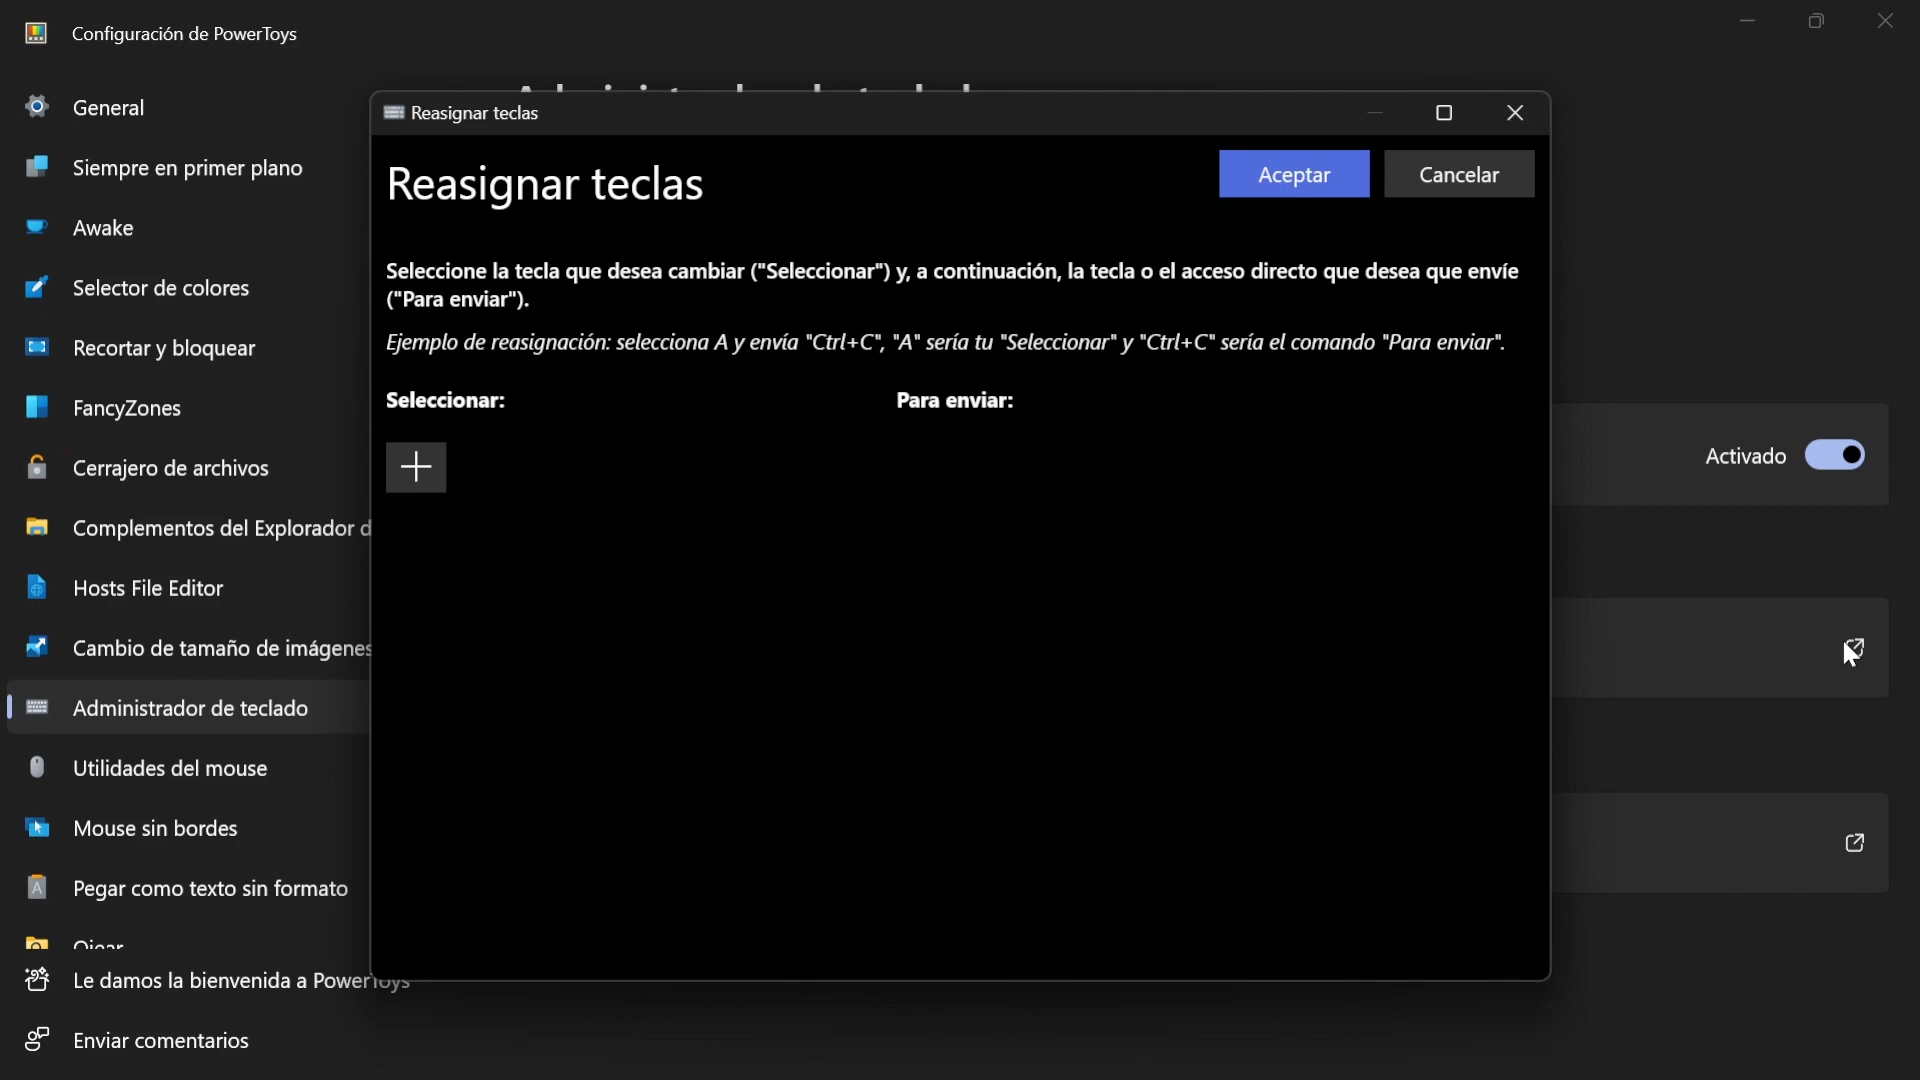 Configuración de PowerToys
General
Siempre en primer plano
Awake
Selector de colores
Recortar y bloquear
FancyZones
Cerrajero de archivos
Complementos del Explorador d
Hosts File Editor
Cambio de tamaño de imágenes
Administrador de teclado
Utilidades del mouse
Mouse sin bordes
Pegar como texto sin formato
Le damos la bienvenida a PowerToys
Enviar comentarios
Reasignar teclas
Reasignar teclas
Aceptar
Cancelar
Seleccione la tecla que desea cambiar ("Seleccionar") y, a continuación, la tecla o el acceso directo que desea que envíe
("Para enviar").
Ejemplo de reasignación: selecciona A y envía "Ctrl+C", "A" sería tu "Seleccionar" y "Ctrl+C" sería el comando "Para enviar".
Seleccionar:
Para enviar:
Activado